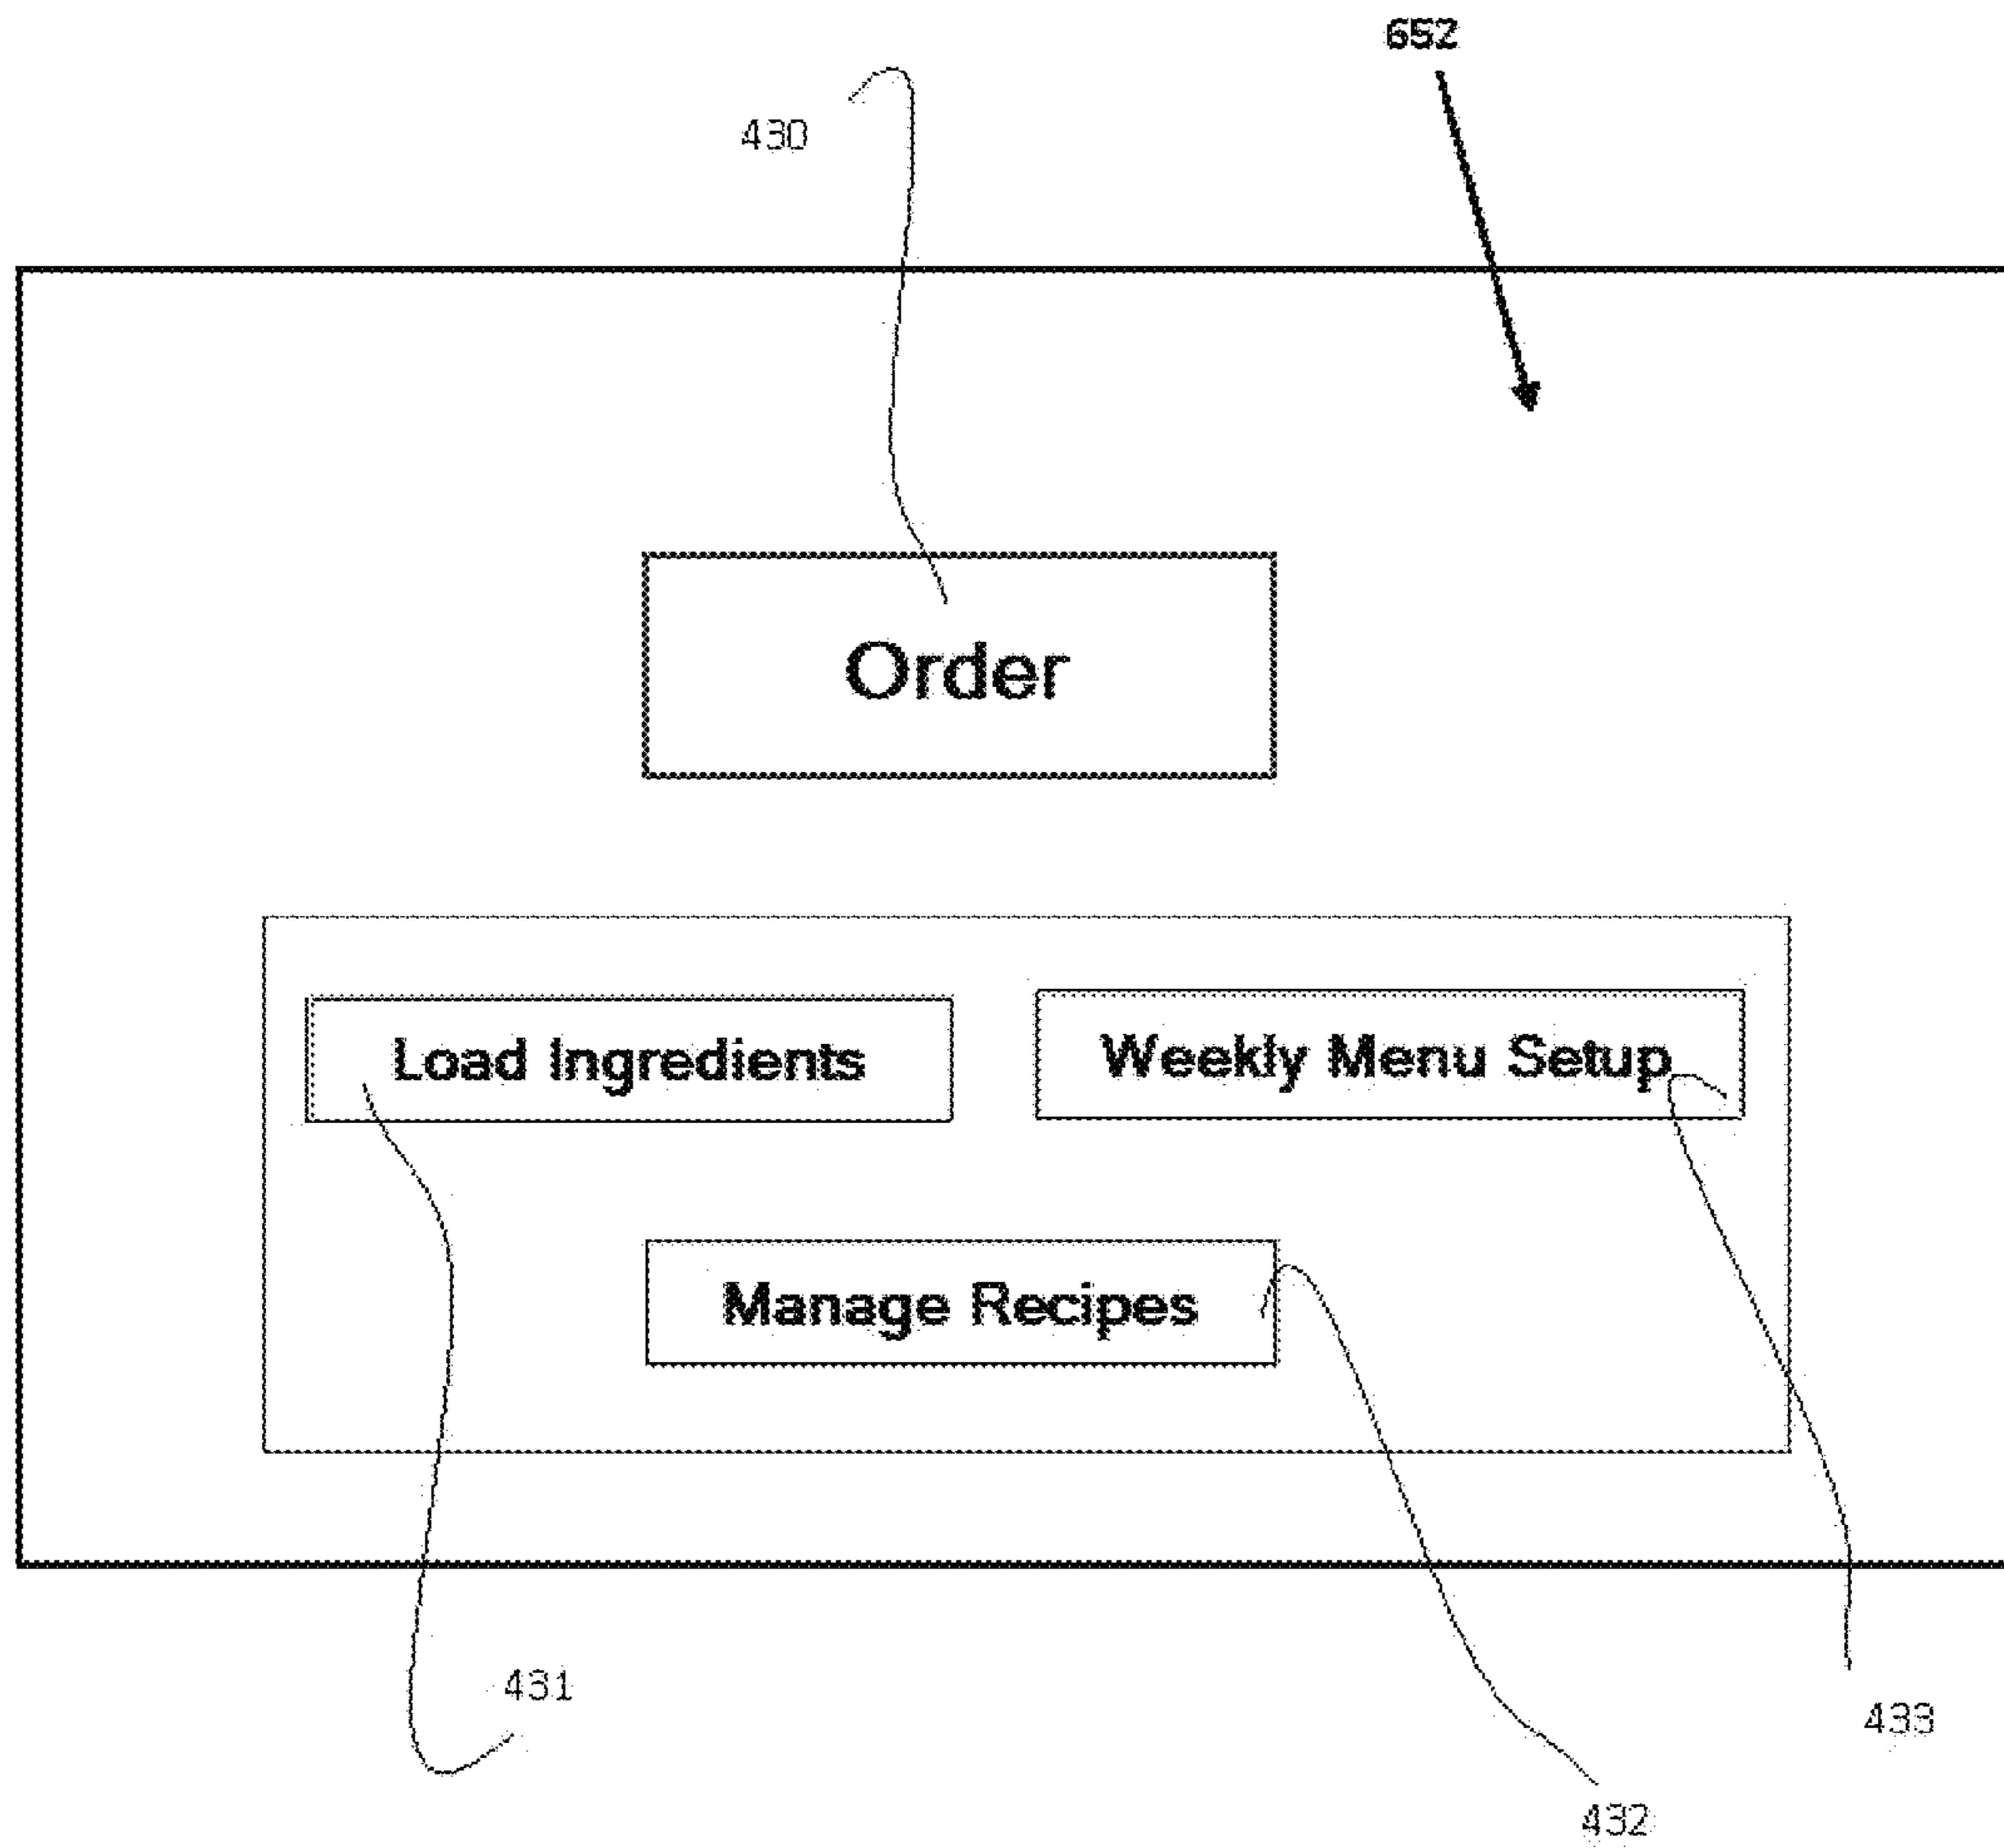 652
430
Order
Load Ingredients
Weekly Menu Setup
Manage Recipes
431
433
432